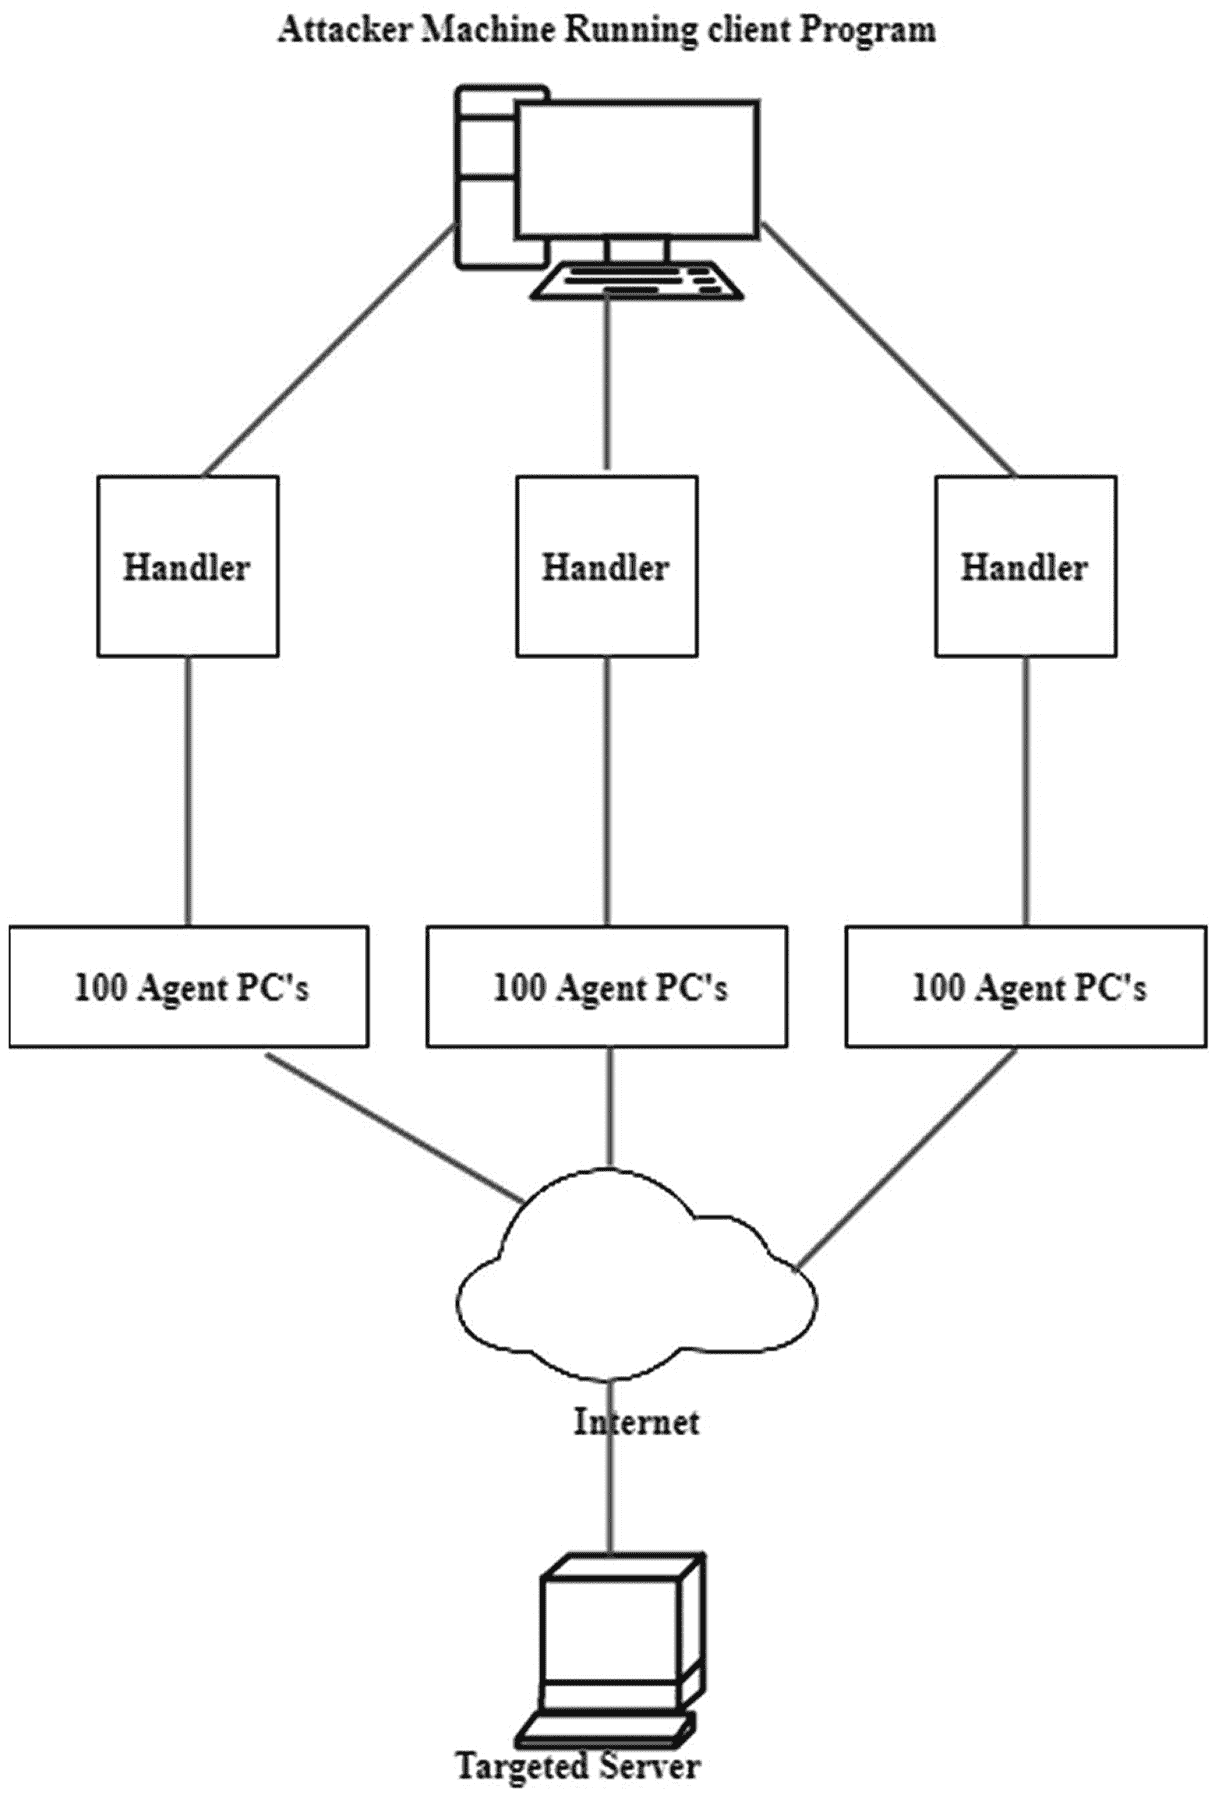 Attacker Machine Running client Program
Handler
Handler
Handler
100 Agent PC's
100 Agent PC's
100 Agent PC's
Internet
Targeted Server